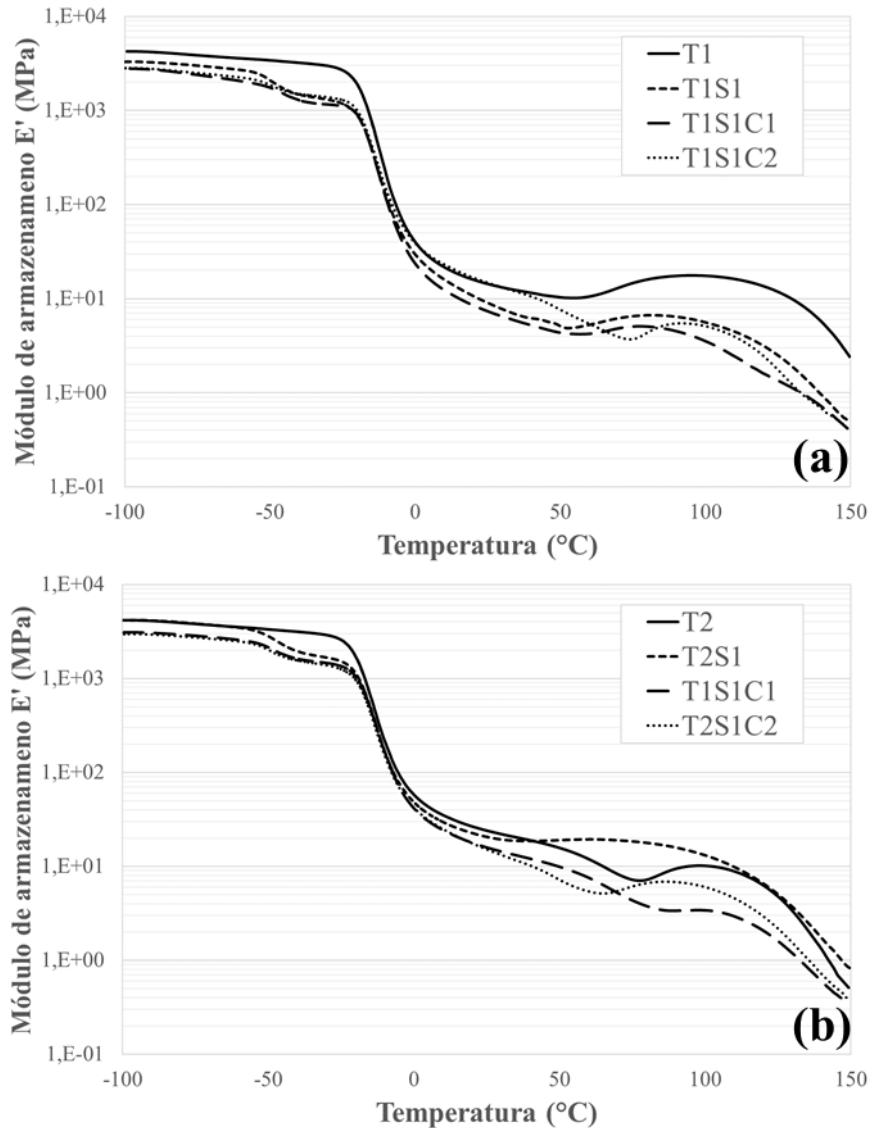 1,E+04
1,E+03
1,E+02
1,E+01
1,E+00
1,E-01
Módulo de armazenameno E' (MPa)
T1
T1S1
T1S1C1
T1S1C2
(a)
-100 -50 0 50 100 150
Temperatura (°C)
1,E+04
1,E+03
1,E+02
1,E+01
1,E+00
1,E-01
Módulo de armazenameno E' (MPa)
T2
T2S1
T1S1C1
T2S1C2
(b)
-100 -50 0 50 100 150
Temperatura (°C)